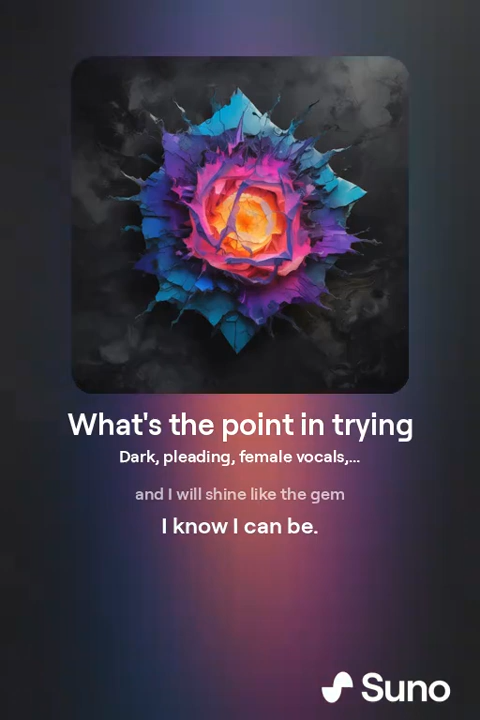 What's the point in trying
Dark, pleading, female vocals,...
and I will shine like the gem
I know I can be.
Suno